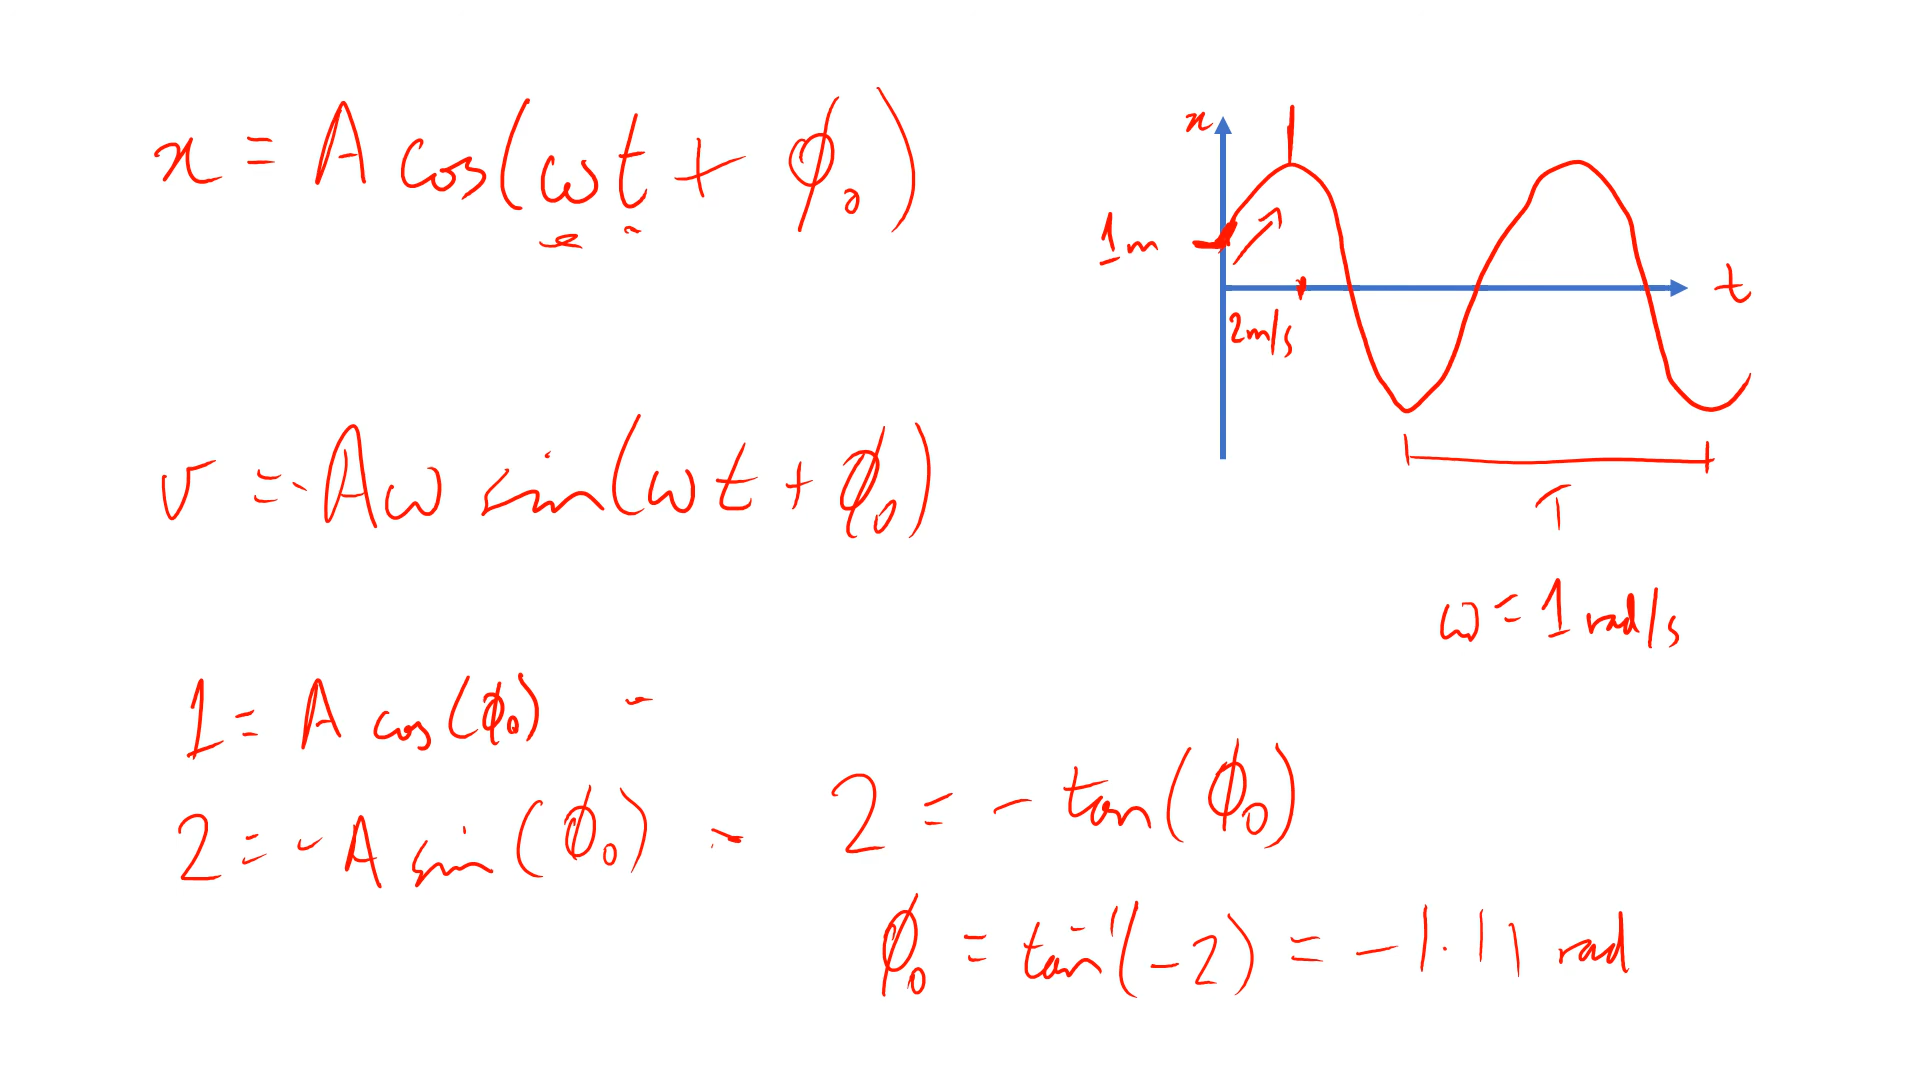 x = A cos(ωt + ϕ₀)
x
1m
2m/s
t
v = -Aω sin(ωt + ϕ₀)
T
ω = 1 rad/s
1 = A cos(ϕ₀) -
2 = -A sin(ϕ₀) -
2 = - tan(ϕ₀)
ϕ₀ = tan⁻¹(-2) = -1.11 rad